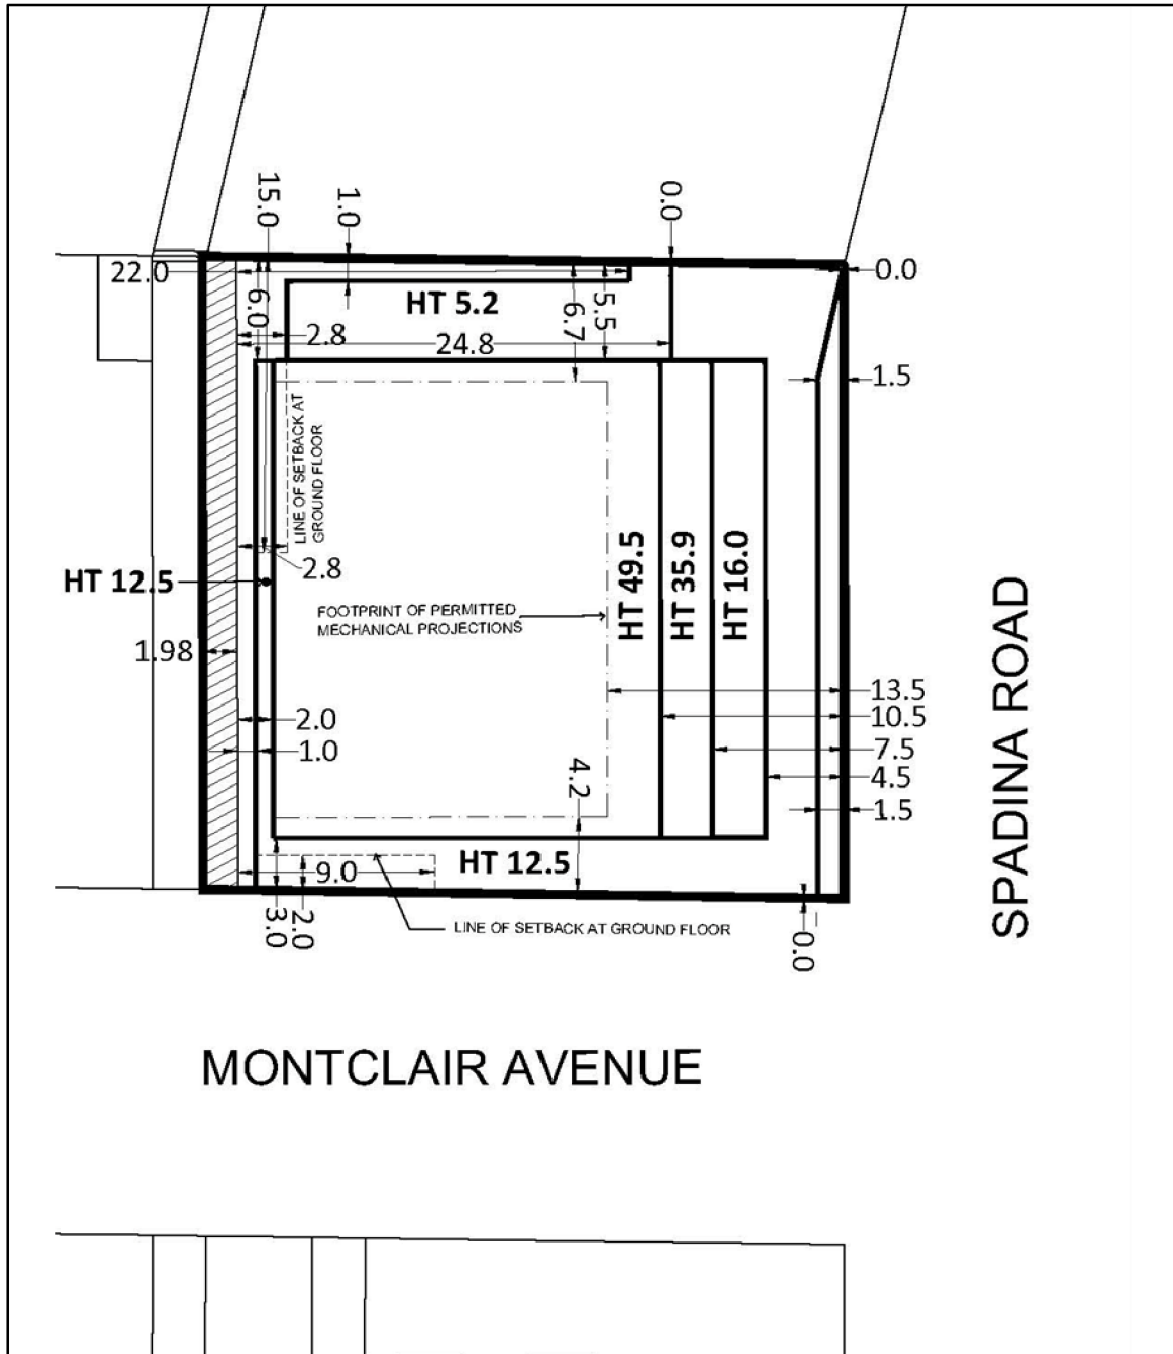 15.0
1.0
0.0
22.0
0.0
6.0
HT 5.2
6.7
5.5
2.8
24.8
1.5
LINE OF SETBACK AT
GROUND FLOOR
HT 49.5
HT 35.9
HT 16.0
2.8
HT 12.5
FOOTPRINT OF PERMITTED
MECHANICAL PROJECTIONS
1.98
13.5
2.0
10.5
1.0
7.5
4.2
4.5
1.5
HT 12.5
9.0
3.0
2.0
LINE OF SETBACK AT GROUND FLOOR
0.0
SPADINA ROAD
MONTCLAIR AVENUE